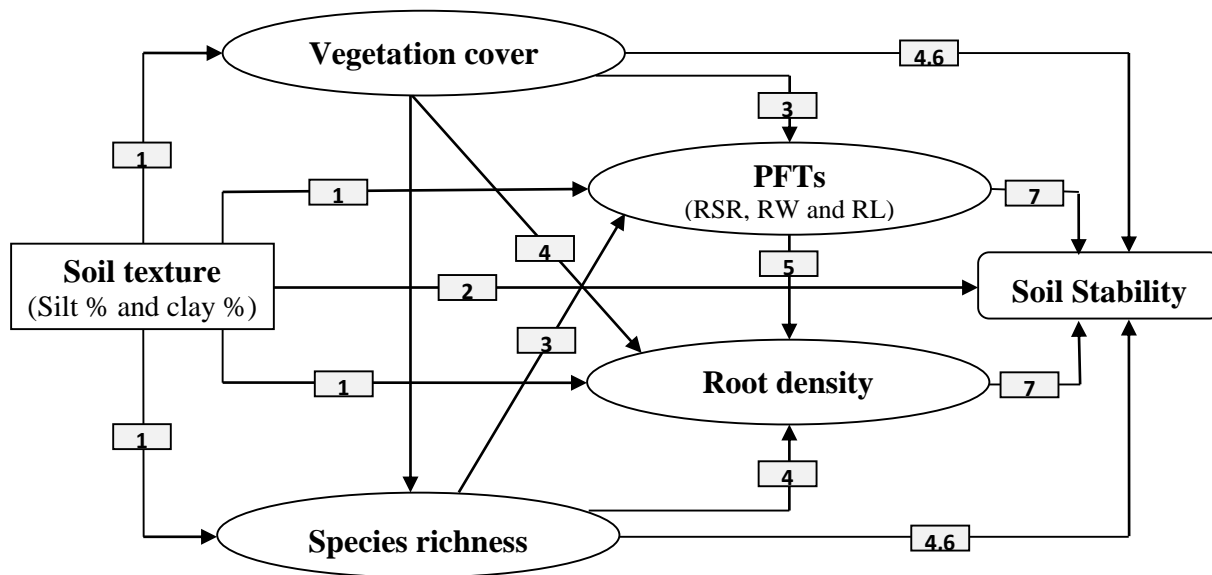 Vegetation cover
4.6
3
1
PFTs
(RSR, RW and RL)
1
7
4
5
Soil texture
(Silt % and clay %)
2
Soil Stability
3
1
Root density
7
1
4
Species richness
4.6